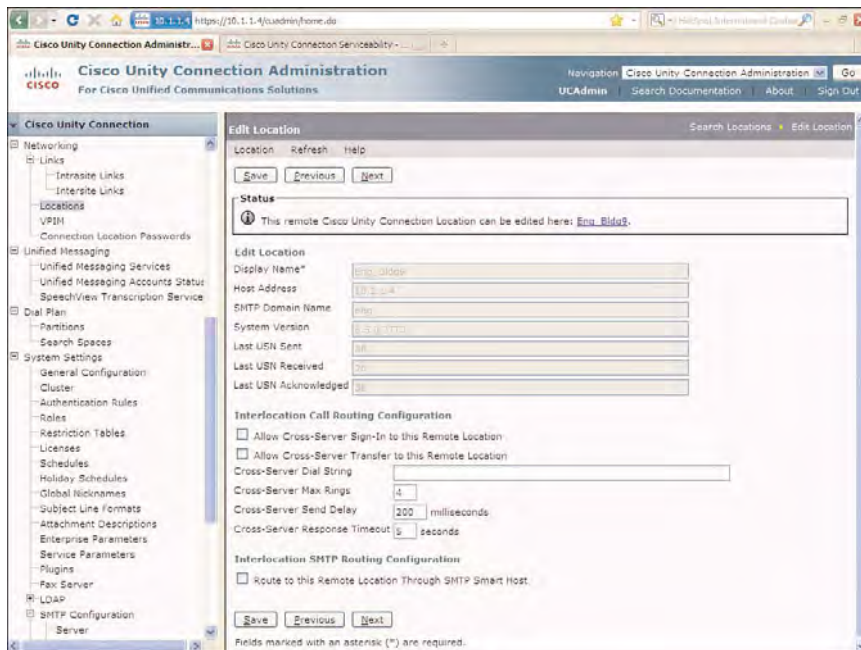 10.1.1.4 https://10.1.1.4/cuadmin/home.do
Cisco Unity Connection Administr...
Cisco Unity Connection Serviceability -
CISCO
Cisco Unity Connection Administration
For Cisco Unified Communications Solutions
Navigation Cisco Unity Connection Administration Go
UCAdmin Search Documentation About Sign Out
Cisco Unity Connection
Networking
Links
Intrasite Links
Intersite Links
Locations
VPIM
Connection Location Passwords
Unified Messaging
Unified Messaging Services
Unified Messaging Accounts Status
SpeechView Transcription Service
Dial Plan
Partitions
Search Spaces
System Settings
General Configuration
Cluster
Authentication Rules
Roles
Restriction Tables
Licenses
Schedules
Holiday Schedules
Global Nicknames
Subject Line Formats
Attachment Descriptions
Enterprise Parameters
Service Parameters
Plugins
Fax Server
LDAP
SMTP Configuration
Server
Edit Location
Search Locations Edit Location
Location Refresh Help
Save Previous Next
Status
This remote Cisco Unity Connection Location can be edited here: Eng_Bldg9.
Edit Location
Display Name*
Host Address
SMTP Domain Name
System Version
Last USN Sent
Last USN Received
Last USN Acknowledged
Interlocation Call Routing Configuration
Allow Cross-Server Sign-In to this Remote Location
Allow Cross-Server Transfer to this Remote Location
Cross-Server Dial String
Cross-Server Max Rings 4
Cross-Server Send Delay 200 milliseconds
Cross-Server Response Timeout 5 seconds
Interlocation SMTP Routing Configuration
Route to this Remote Location Through SMTP Smart Host
Save Previous Next
Fields marked with an asterisk (*) are required.